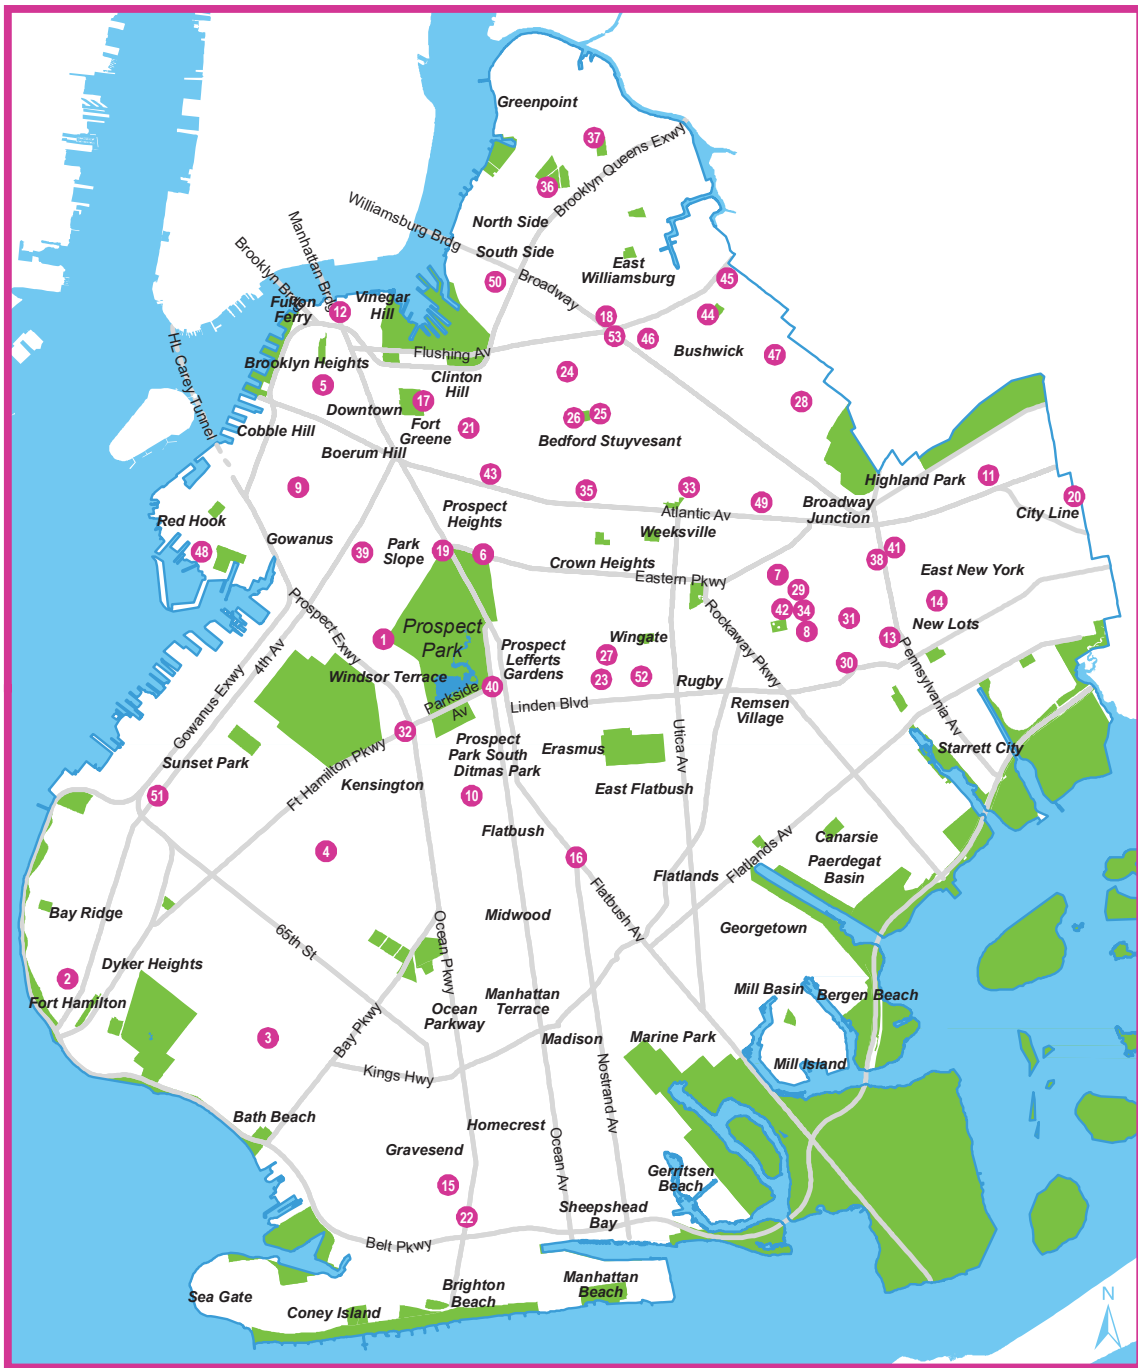 Greenpoint
37
Brooklyn Queens Exwy
36
Williamsburg Brdg
North Side
Manhattan Brdg
South Side
Brooklyn Brdg
East
Williamsburg
50
Broadway
45
Fulton
Ferry
12
Vinegar
Hill
18
44
53
46
Flushing Av
Bushwick
47
HL Carey Tunnel
Brooklyn Heights
5
Clinton
Hill
24
17
28
Downtown
26
25
Fort
Greene
21
Cobble Hill
Bedford Stuyvesant
Boerum Hill
43
Highland Park
11
9
35
33
49
Broadway
Junction
20
City Line
Prospect
Heights
Atlantic Av
Red Hook
Weeksville
Gowanus
48
39
Park
Slope
19
6
Crown Heights
41
38
Eastern Pkwy
7
East New York
29
Prospect Exwy
Rockaway Pkwy
42
34
14
31
New Lots
8
13
1
Prospect
Park
Wingate
4th Av
Prospect
Lefferts
Gardens
27
30
Pennsylvania Av
Windsor Terrace
23
52
Rugby
40
Parkside
Av
Linden Blvd
Remsen
Village
Gowanus Exwy
32
Utica Av
Prospect
Park South
Erasmus
Starrett City
Sunset Park
Ft Hamilton Pkwy
Ditmas Park
Kensington
51
10
East Flatbush
Flatbush
Canarsie
4
16
Flatlands Av
Paerdegat
Basin
Flatlands
Flatbush Av
Bay Ridge
Midwood
65th St
Ocean Pkwy
Georgetown
Dyker Heights
2
Fort Hamilton
Manhattan
Terrace
Mill Basin
Bergen Beach
Ocean
Parkway
3
Bay Pkwy
Madison
Marine Park
Mill Island
Kings Hwy
Nostrand Av
Bath Beach
Homecrest
Gravesend
Ocean Av
15
Gerritsen
Beach
22
Sheepshead
Bay
Belt Pkwy
Sea Gate
Brighton
Beach
Manhattan
Beach
Coney Island
N